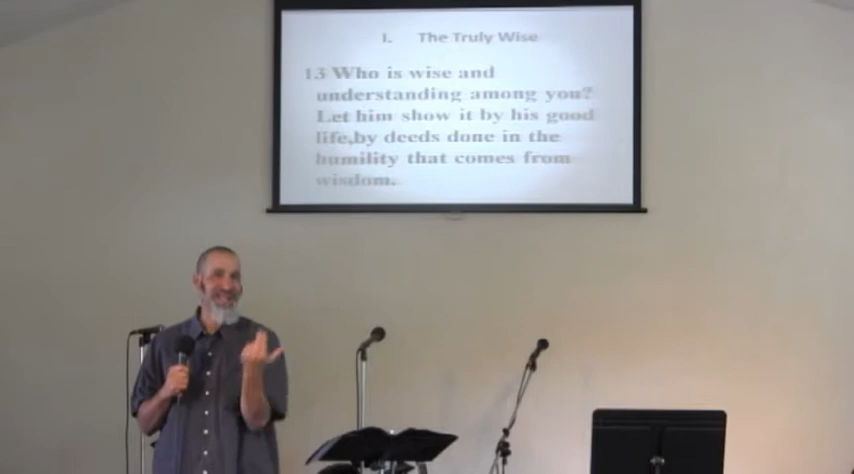 I. The Truly Wise
13 Who is wise and
understanding among you?
Let him show it by his good
life,by deeds done in the
humility that comes from
wisdom.